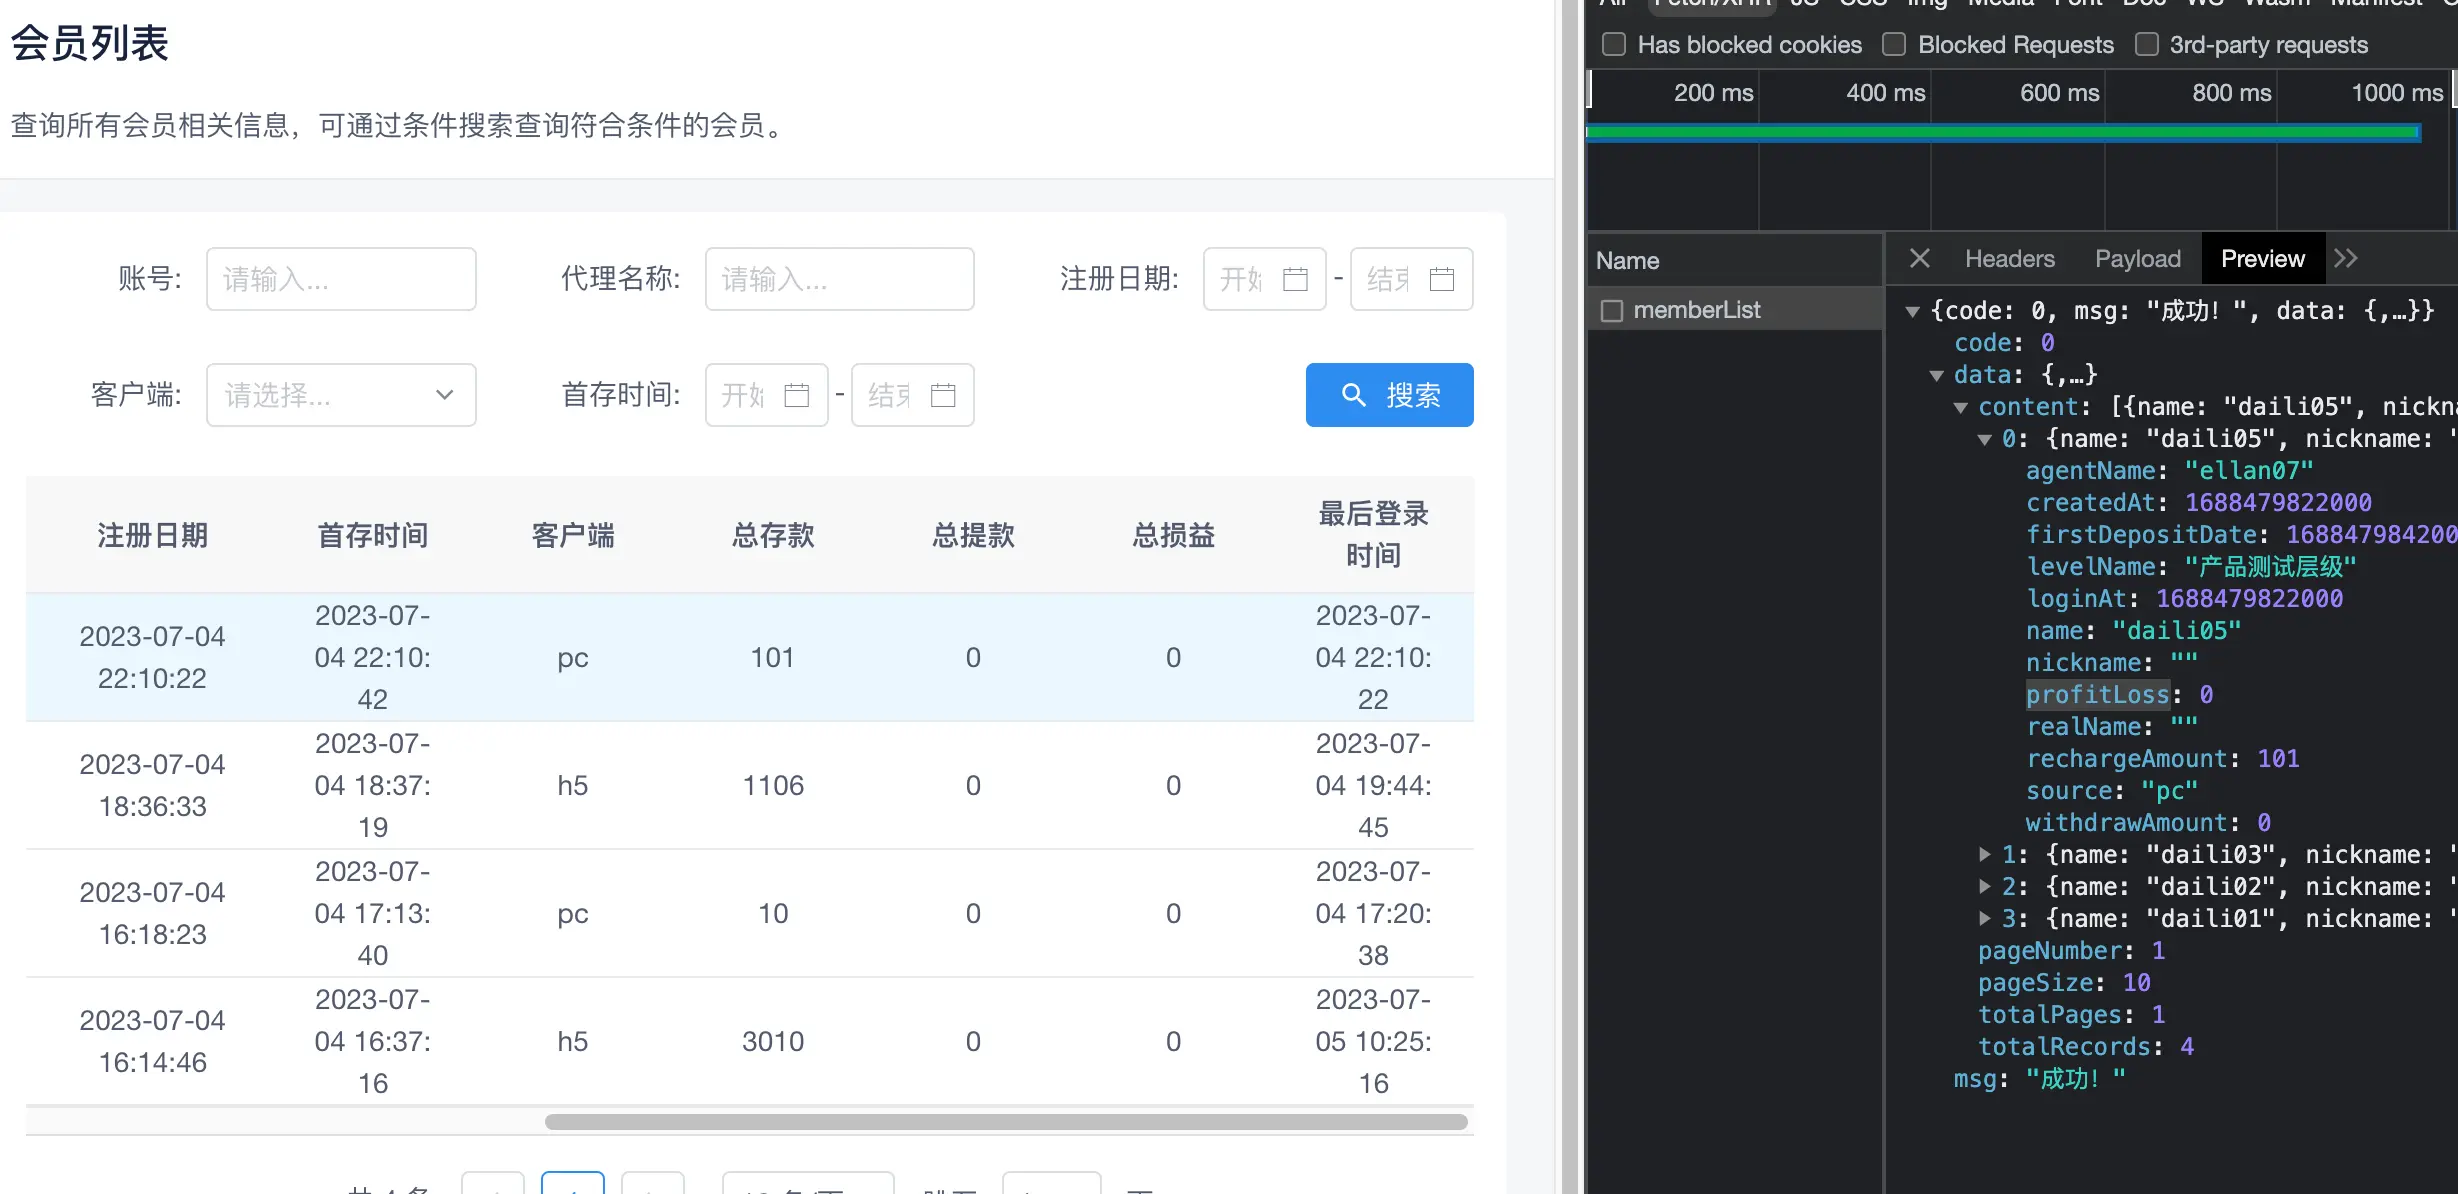 会员列表
查询所有会员相关信息，可通过条件搜索查询符合条件的会员。
账号: 请输入... 代理名称: 请输入... 注册日期: 开始 - 结束
客户端: 请选择... 首存时间: 开始 - 结束 搜索
注册日期 首存时间 客户端 总存款 总提款 总损益 最后登录时间
2023-07-04 22:10:22 2023-07-04 22:10:42 pc 101 0 0 2023-07-04 22:10:22
2023-07-04 18:36:33 2023-07-04 18:37:19 h5 1106 0 0 2023-07-04 19:44:45
2023-07-04 16:18:23 2023-07-04 17:13:40 pc 10 0 0 2023-07-04 17:20:38
2023-07-04 16:14:46 2023-07-04 16:37:16 h5 3010 0 0 2023-07-05 10:25:16
All Fetch/XHR JS CSS Img Media Font Doc WS Wasm Manifest
Has blocked cookies Blocked Requests 3rd-party requests
200 ms 400 ms 600 ms 800 ms 1000 ms
Name
memberList
Headers Payload Preview
{code: 0, msg: "成功！", data: {,…}}
code: 0
data: {,…}
content: [{name: "daili05", nickn
0: {name: "daili05", nickname: "
agentName: "ellan07"
createdAt: 1688479822000
firstDepositDate: 168847984200
levelName: "产品测试层级"
loginAt: 1688479822000
name: "daili05"
nickname: ""
profitLoss: 0
realName: ""
rechargeAmount: 101
source: "pc"
withdrawAmount: 0
1: {name: "daili03", nickname: "
2: {name: "daili02", nickname: "
3: {name: "daili01", nickname: "
pageNumber: 1
pageSize: 10
totalPages: 1
totalRecords: 4
msg: "成功！"